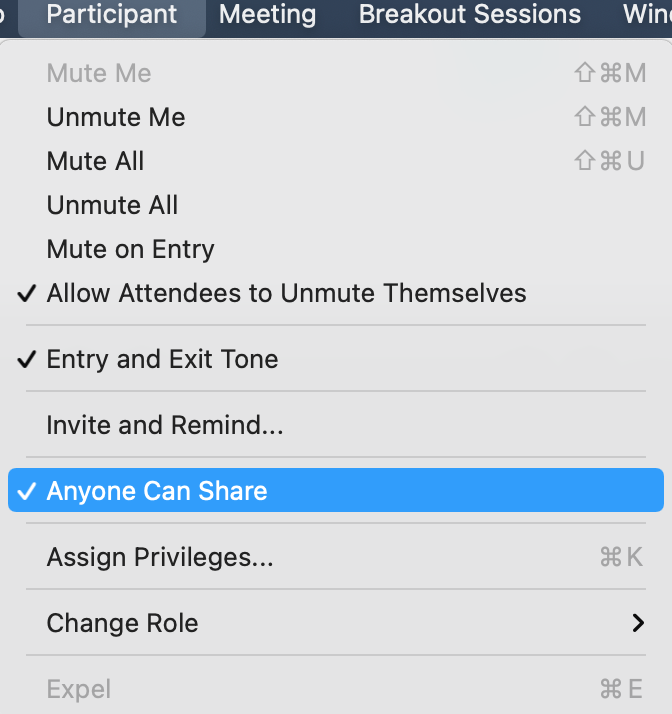 Participant Meeting Breakout Sessions
Mute Me ⇧⌘M
Unmute Me ⇧⌘M
Mute All ⇧⌘U
Unmute All
Mute on Entry
✓ Allow Attendees to Unmute Themselves
✓ Entry and Exit Tone
Invite and Remind...
✓ Anyone Can Share
Assign Privileges... ⌘K
Change Role >
Expel ⌘E